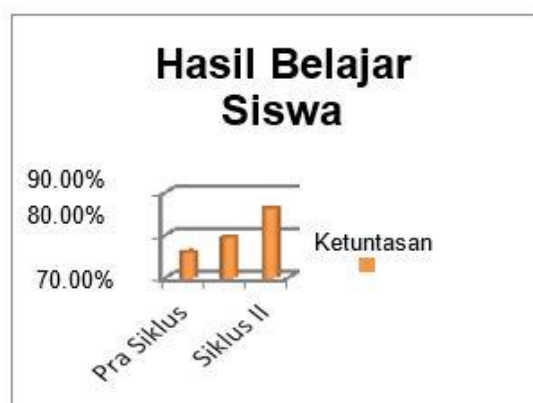 Hasil Belajar
Siswa
90.00%
80.00%
70.00%
Ketuntasan
Pra Siklus
Siklus II